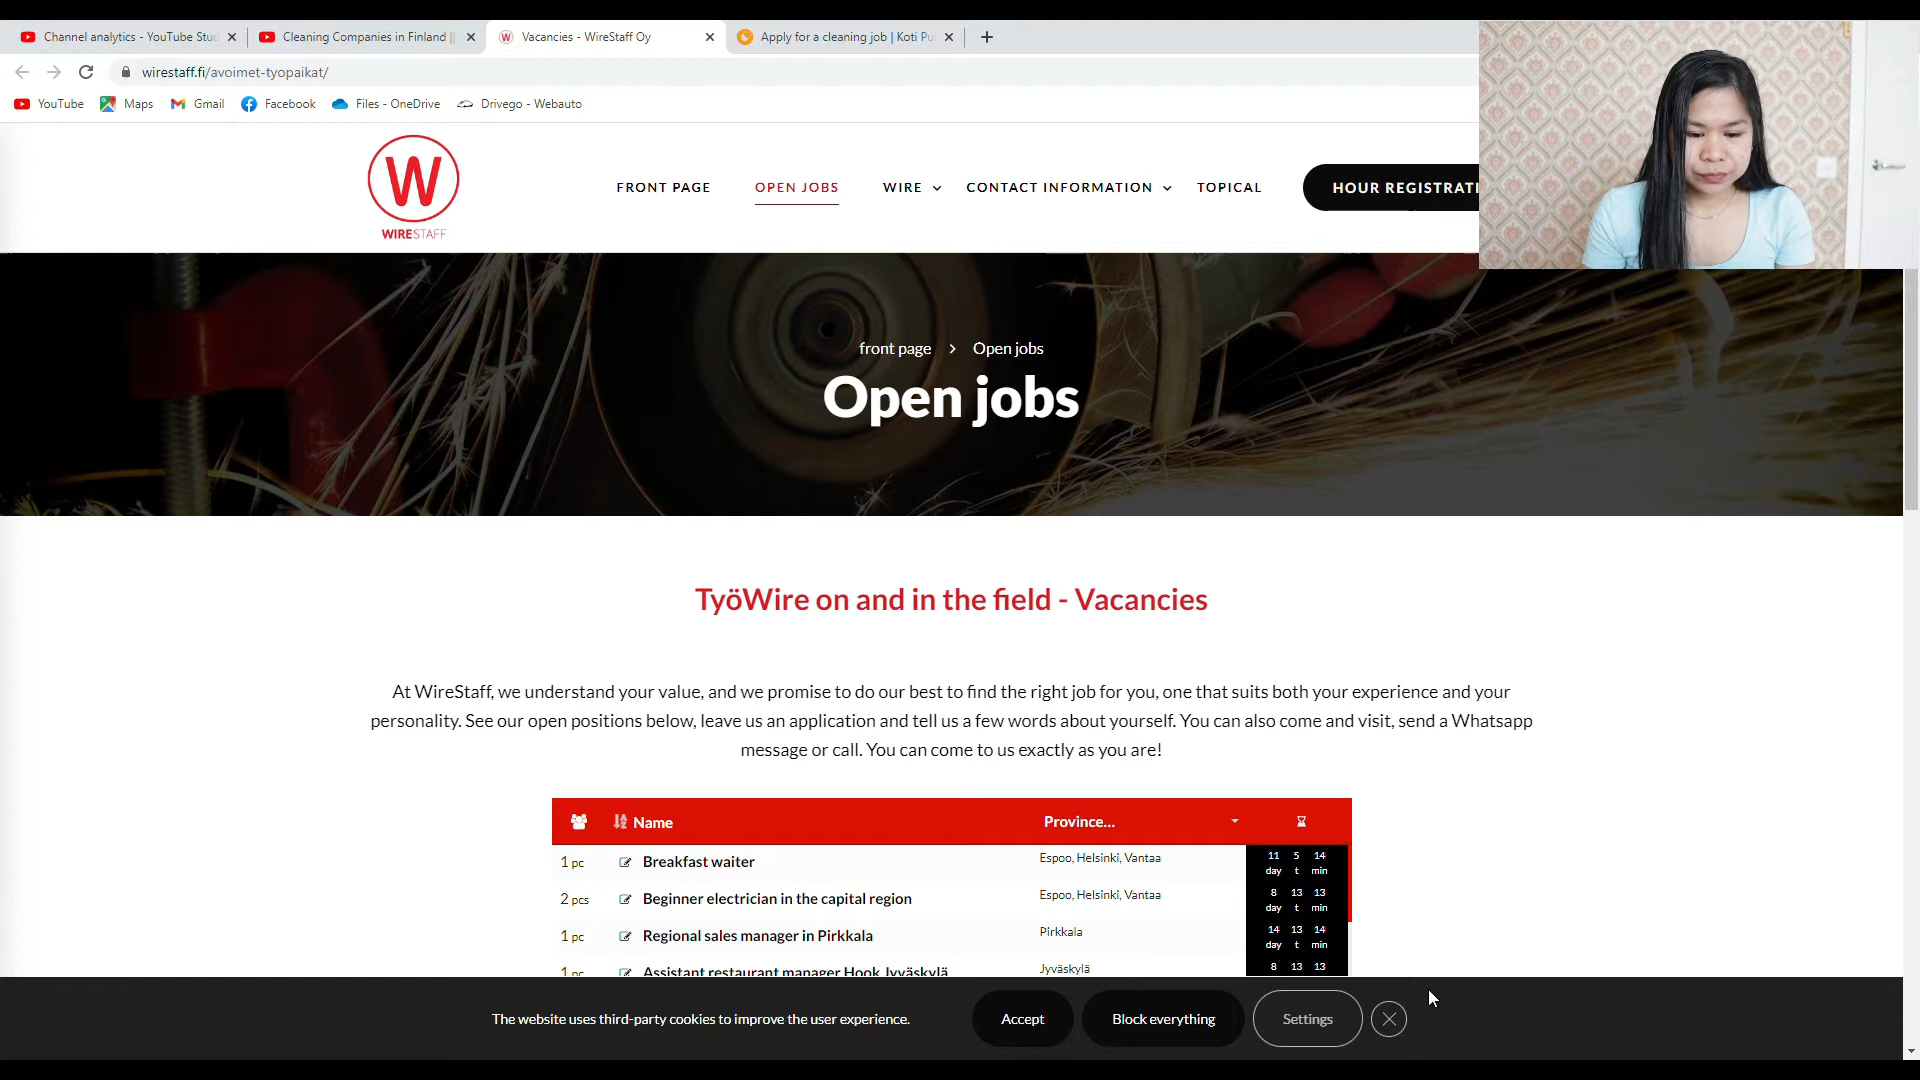 Channel analytics - YouTube Stu
Cleaning Companies in Finland ||
Vacancies - WireStaff Oy
Apply for a cleaning job | Koti Pu
wirestaff.fi/avoimet-tyopaikat/
YouTube Maps Gmail Facebook Files - OneDrive Drivego - Webauto
W
WIRESTAFF
FRONT PAGE OPEN JOBS WIRE CONTACT INFORMATION TOPICAL HOUR REGISTRATI
front page > Open jobs
Open jobs
TyöWire on and in the field - Vacancies
At WireStaff, we understand your value, and we promise to do our best to find the right job for you, one that suits both your experience and your
personality. See our open positions below, leave us an application and tell us a few words about yourself. You can also come and visit, send a Whatsapp
message or call. You can come to us exactly as you are!
Name Province...
1 pc Breakfast waiter Espoo, Helsinki, Vantaa 11 5 14
day t min
2 pcs Beginner electrician in the capital region Espoo, Helsinki, Vantaa 8 13 13
day t min
1 pc Regional sales manager in Pirkkala Pirkkala 14 13 14
day t min
1 pc Assistant restaurant manager Hook Jyväskylä Jyväskylä 8 13 13
The website uses third-party cookies to improve the user experience. Accept Block everything Settings